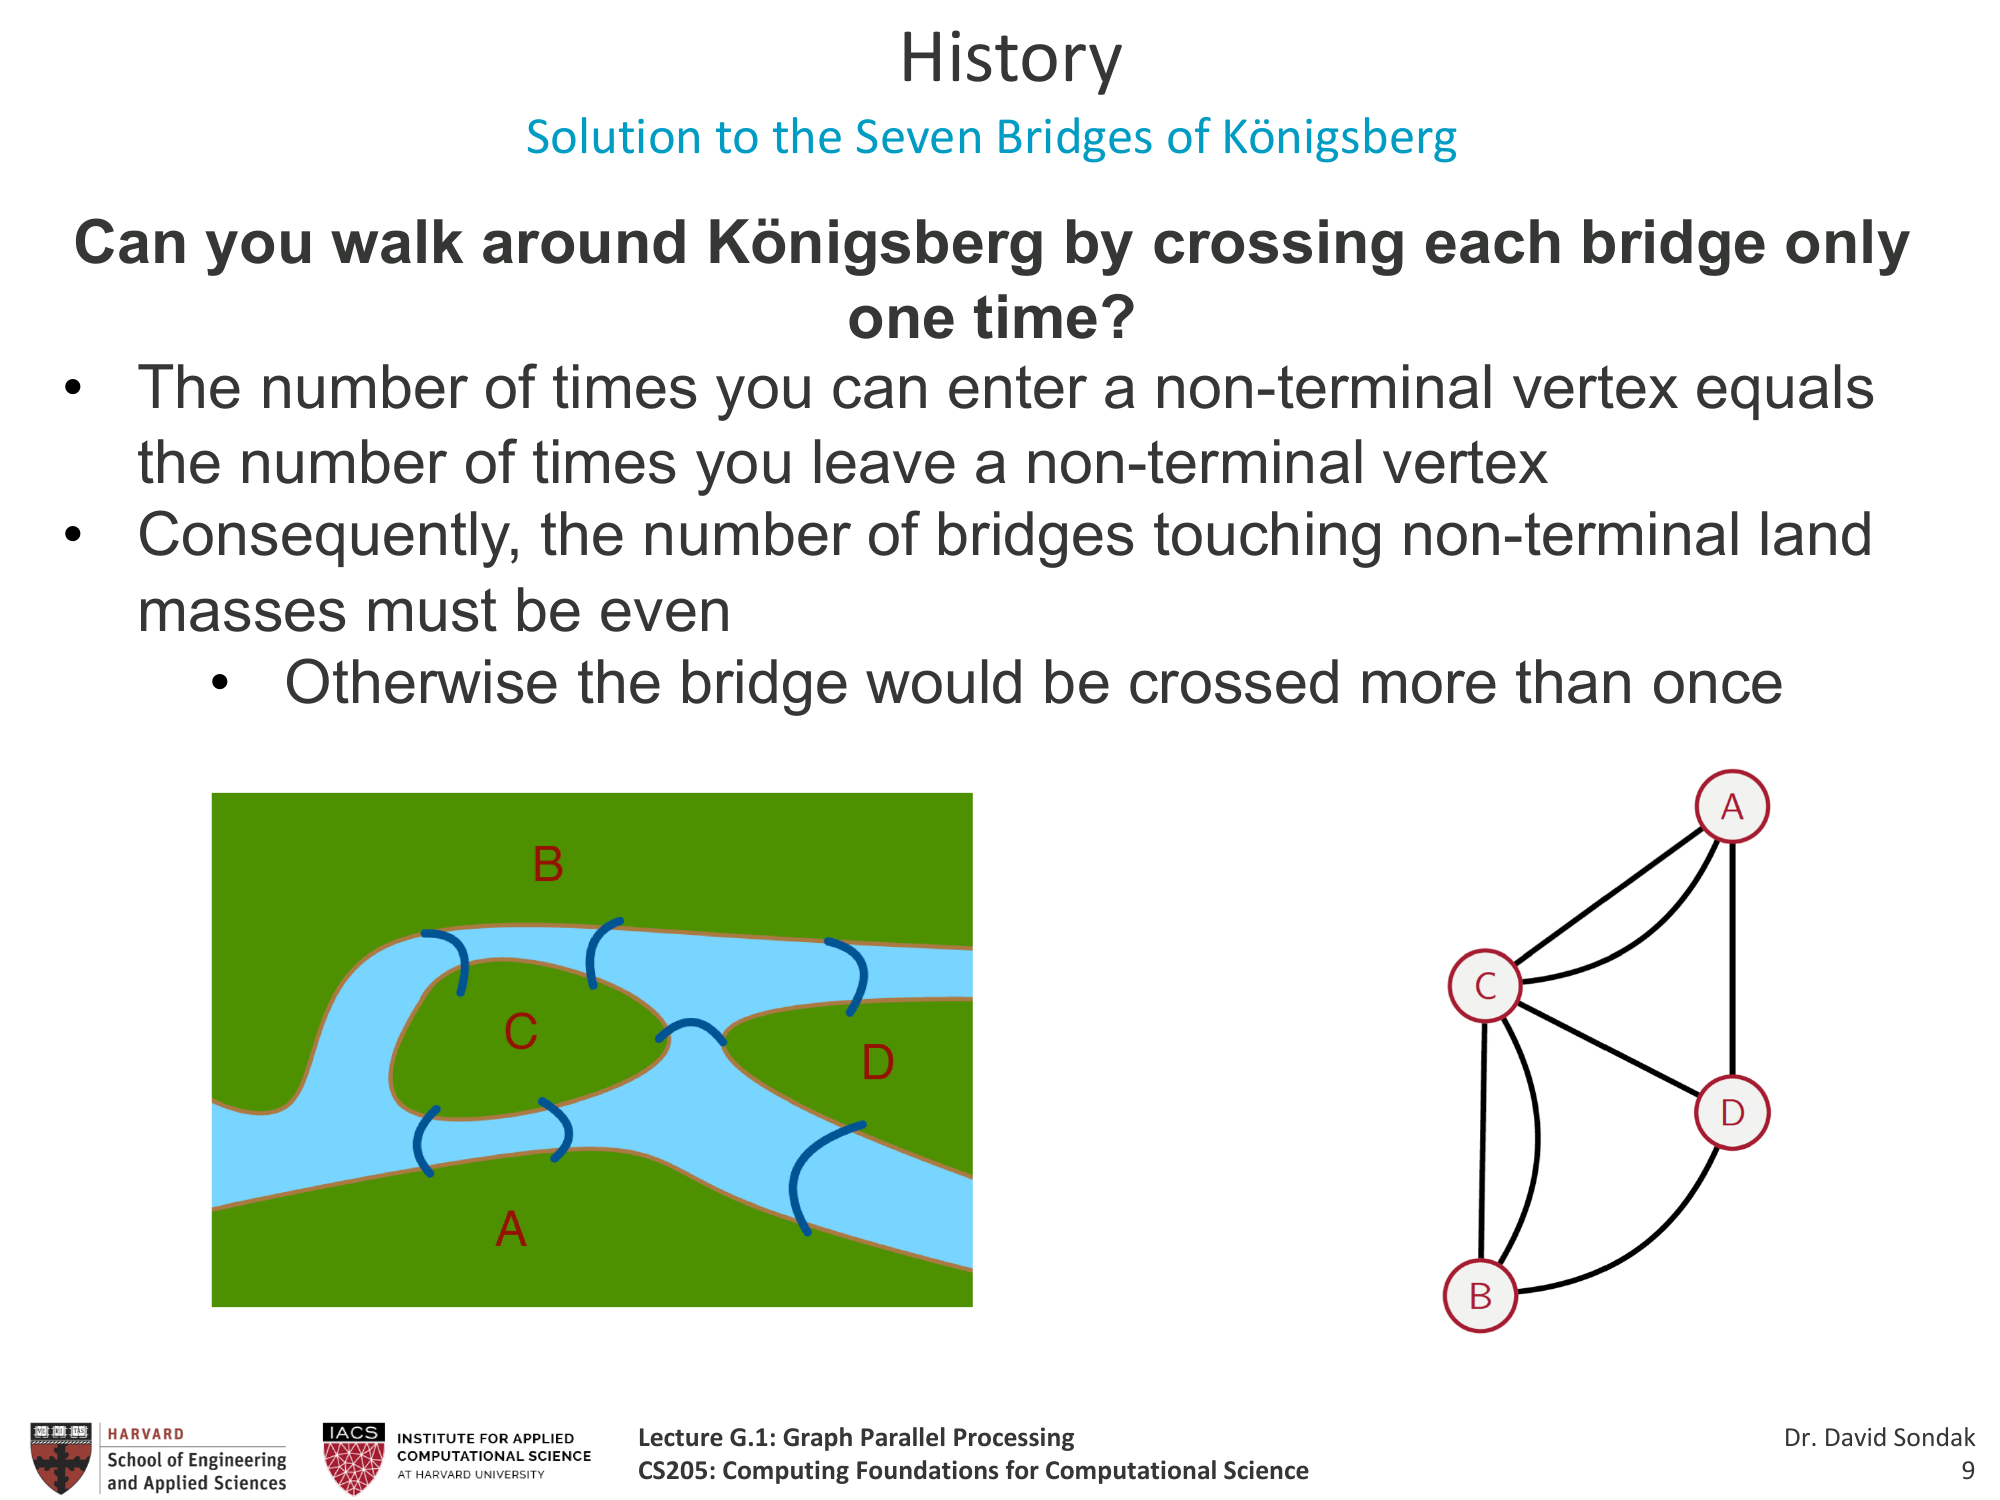 History
Solution to the Seven Bridges of Königsberg
Can you walk around Königsberg by crossing each bridge only
one time?
• The number of times you can enter a non-terminal vertex equals
the number of times you leave a non-terminal vertex
• Consequently, the number of bridges touching non-terminal land
masses must be even
• Otherwise the bridge would be crossed more than once
B
C
D
A
A
C
D
B
HARVARD
School of Engineering
and Applied Sciences
IACS
INSTITUTE FOR APPLIED
COMPUTATIONAL SCIENCE
AT HARVARD UNIVERSITY
Lecture G.1: Graph Parallel Processing
CS205: Computing Foundations for Computational Science
Dr. David Sondak
9